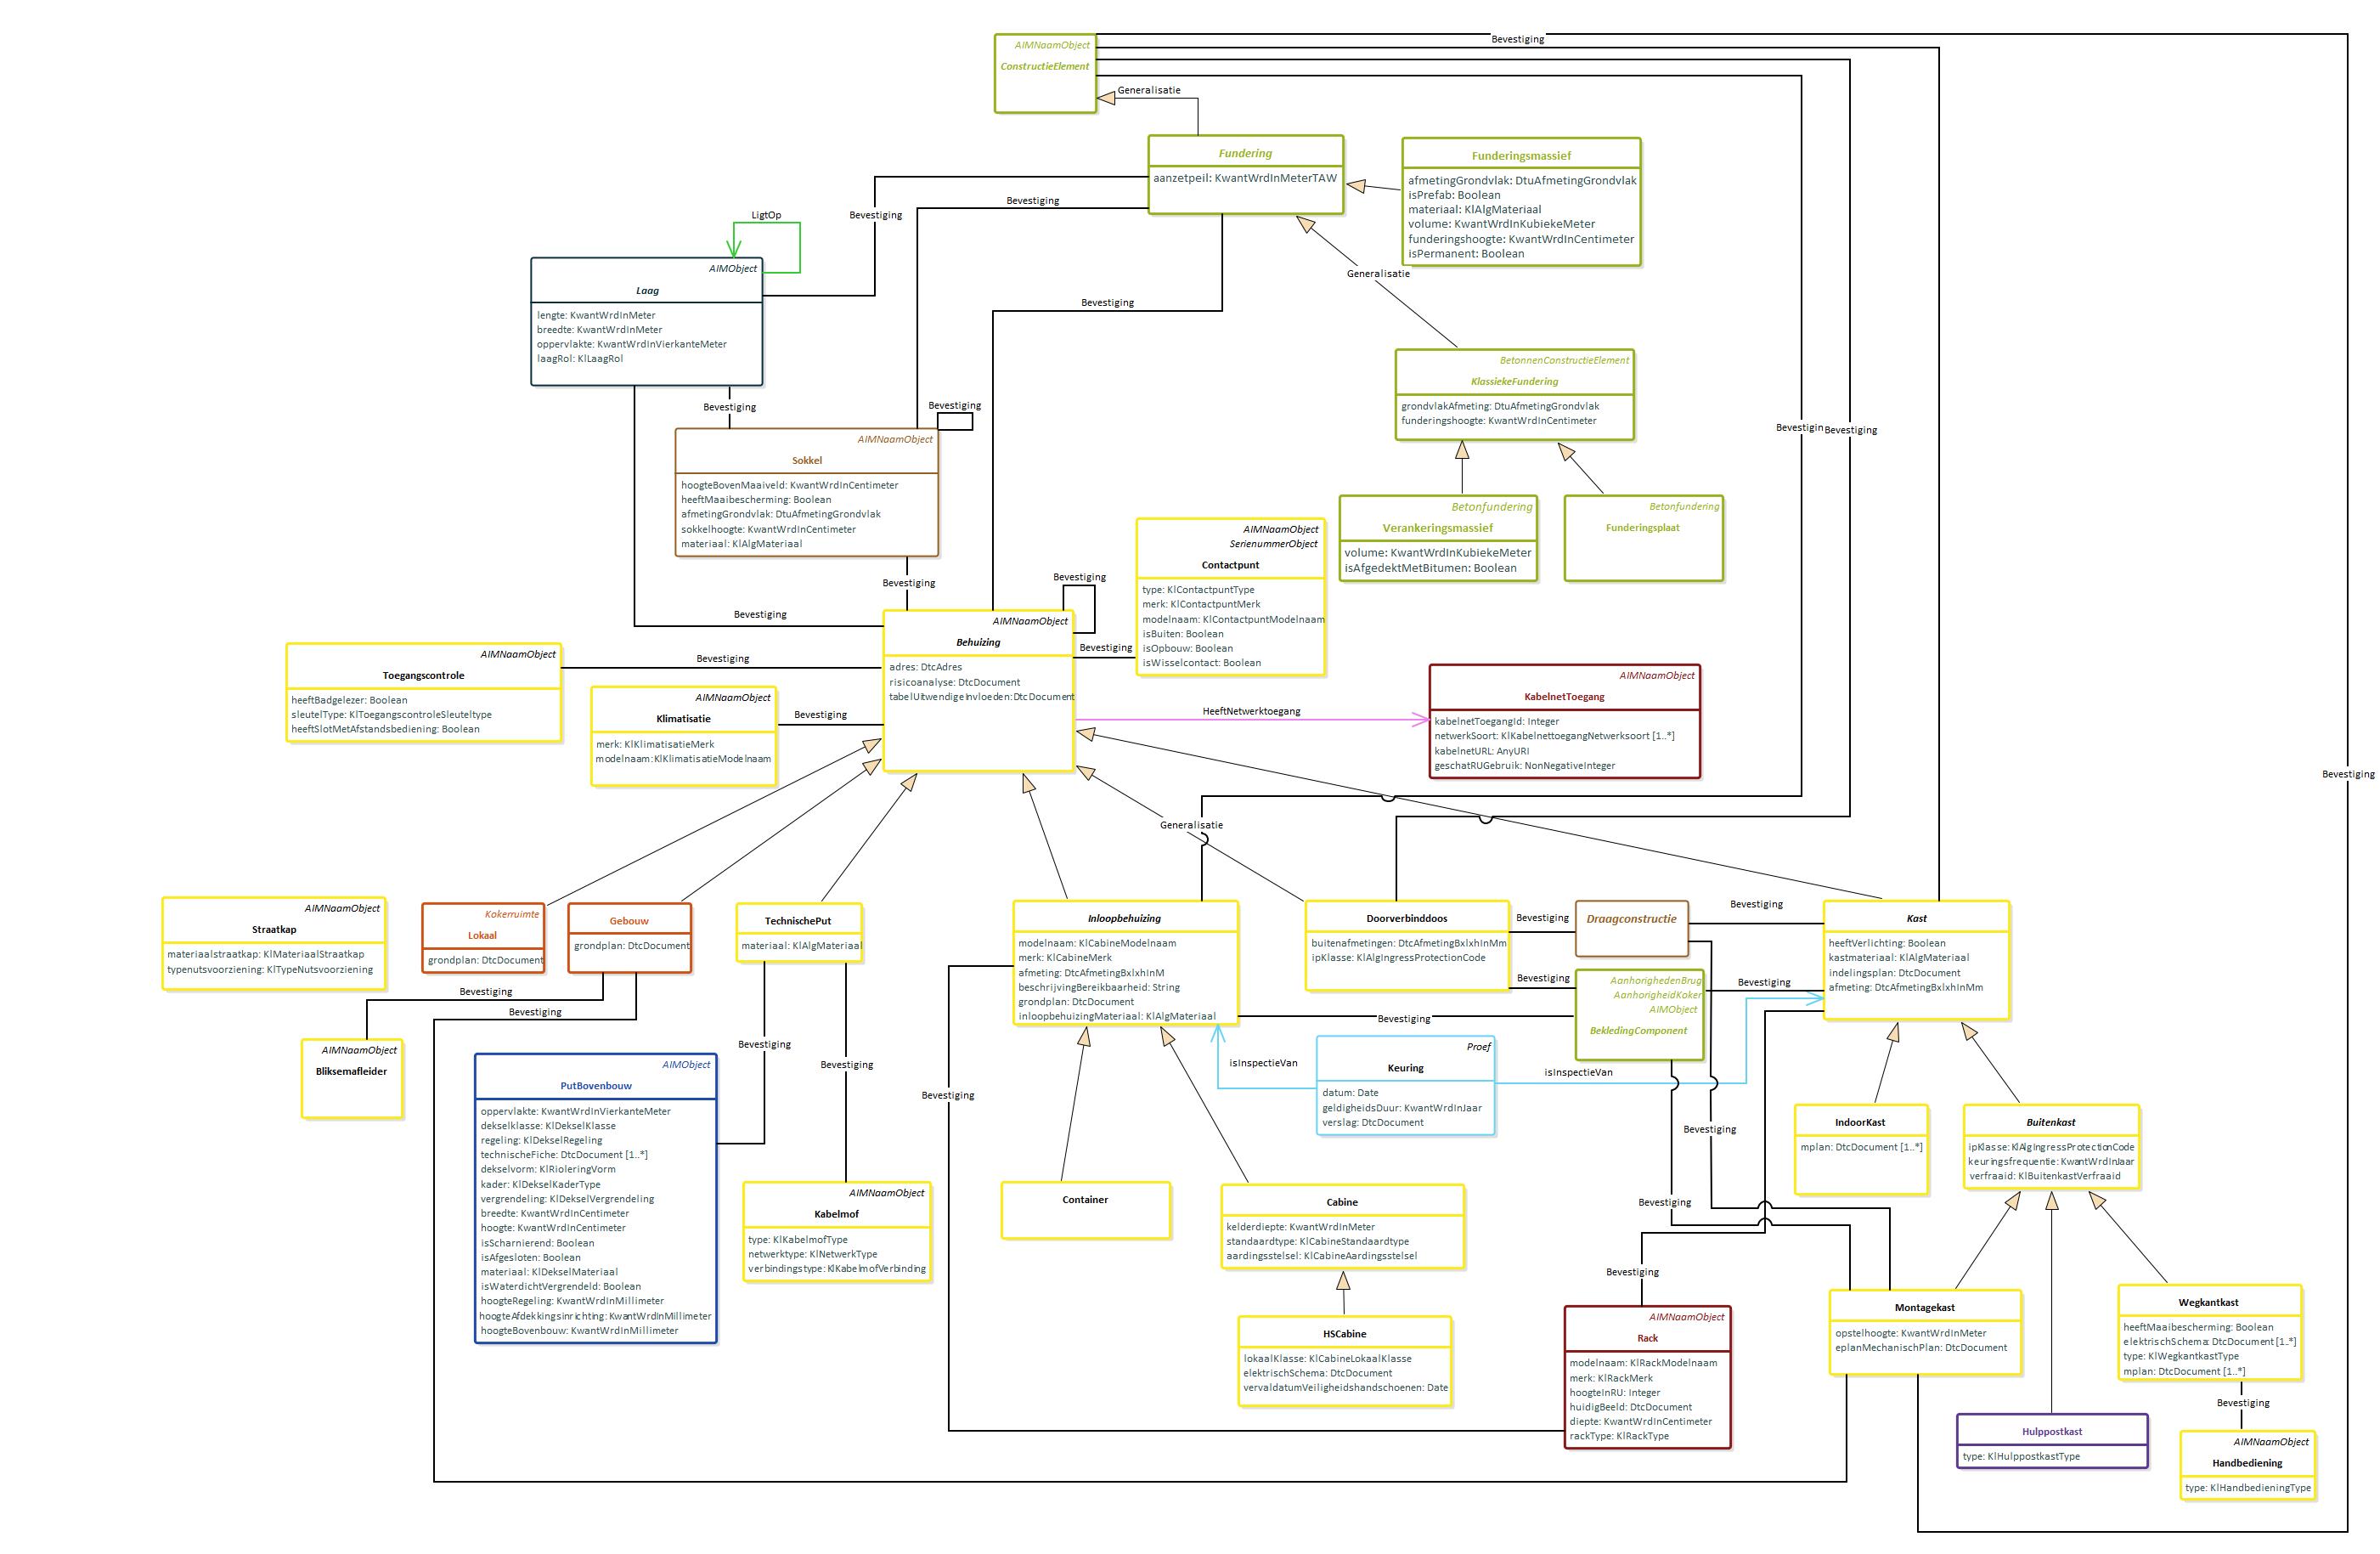 Bevestiging
AIMNaamObject
ConstructieElement
Generalisatie
Fundering
aanzetpeil: KwantWrdInMeterTAW
Funderingsmassief
afmetingGrondvlak: DtuAfmetingGrondvlak
isPrefab: Boolean
materiaal: KlAlgMateriaal
volume: KwantWrdInKubiekeMeter
funderingshoogte: KwantWrdInCentimeter
isPermanent: Boolean
Bevestiging
Bevestiging
LigtOp
AIMObject
Laag
lengte: KwantWrdInMeter
breedte: KwantWrdInMeter
oppervlakte: KwantWrdInVierkanteMeter
laagRol: KlLaagRol
Generalisatie
Bevestiging
BetonnenConstructieElement
KlassiekeFundering
grondvlakAfmeting: DtuAfmetingGrondvlak
funderingshoogte: KwantWrdInCentimeter
Bevestiging
Bevestiging
Bevestiging
Bevestiging
AIMNaamObject
Sokkel
hoogteBovenMaaiveld: KwantWrdInCentimeter
heeftMaaibescherming: Boolean
afmetingGrondvlak: DtuAfmetingGrondvlak
sokkelhoogte: KwantWrdInCentimeter
materiaal: KlAlgMateriaal
Betonfundering
Verankeringsmassief
volume: KwantWrdInKubiekeMeter
isAfgedektMetBitumen: Boolean
Betonfundering
Funderingsplaat
AIMNaamObject
SerienummerObject
Contactpunt
type: KlContactpuntType
merk: KlContactpuntMerk
modelnaam: KlContactpuntModelnaam
isBuiten: Boolean
isOpbouw: Boolean
isWisselcontact: Boolean
Bevestiging
Bevestiging
Bevestiging
AIMNaamObject
Behuizing
adres: DtcAdres
risicoanalyse: DtcDocument
tabelUitwendigeInvloeden: DtcDocument
Bevestiging
Bevestiging
AIMNaamObject
Toegangscontrole
heeftBadgelezer: Boolean
sleutelType: KlToegangscontroleSleuteltype
heeftSlotMetAfstandsbediening: Boolean
AIMNaamObject
Klimatisatie
merk: KlKlimatisatieMerk
modelnaam: KlKlimatisatieModelnaam
Bevestiging
HeeftNetwerktoegang
AIMNaamObject
KabelnetToegang
kabelnetToegangId: Integer
netwerkSoort: KlKabelnettoegangNetwerksoort [1..*]
kabelnetURL: AnyURI
geschatRUGebruik: NonNegativeInteger
Bevestiging
Generalisatie
AIMNaamObject
Straatkap
materiaalstraatkap: KlMateriaalStraatkap
typenutsvoorziening: KlTypeNutsvoorziening
Kokerruimte
Lokaal
grondplan: DtcDocument
Gebouw
grondplan: DtcDocument
TechnischePut
materiaal: KlAlgMateriaal
Inloopbehuizing
modelnaam: KlCabineModelnaam
merk: KlCabineMerk
afmeting: DtcAfmetingBxlxhInM
beschrijvingBereikbaarheid: String
grondplan: DtcDocument
inloopbehuizingMateriaal: KlAlgMateriaal
Doorverbinddoos
buitenafmetingen: DtcAfmetingBxlxhInMm
ipKlasse: KlAlgIngressProtectionCode
Bevestiging
Draagconstructie
Bevestiging
Kast
heeftVerlichting: Boolean
kastmateriaal: KlAlgMateriaal
indelingsplan: DtcDocument
afmeting: DtcAfmetingBxlxhInMm
Bevestiging
AanhorighedenBrug
AanhorigheidKoker
AIMObject
BekledingComponent
Bevestiging
Bevestiging
Bevestiging
Bevestiging
AIMNaamObject
Bliksemafleider
Bevestiging
Bevestiging
Bevestiging
isInspectieVan
Proef
Keuring
datum: Date
geldigheidsDuur: KwantWrdInJaar
verslag: DtcDocument
isInspectieVan
AIMObject
PutBovenbouw
oppervlakte: KwantWrdInVierkanteMeter
dekselklasse: KlDekselKlasse
regeling: KlDekselRegeling
technischeFiche: DtcDocument [1..*]
dekselvorm: KlRioleringVorm
kader: KlDekselKaderType
vergrendeling: KlDekselVergrendeling
breedte: KwantWrdInCentimeter
hoogte: KwantWrdInCentimeter
isScharnierend: Boolean
isAfgesloten: Boolean
materiaal: KlDekselMateriaal
isWaterdichtVergrendeld: Boolean
hoogteRegeling: KwantWrdInMillimeter
hoogteAfdekkingsinrichting: KwantWrdInMillimeter
hoogteBovenbouw: KwantWrdInMillimeter
Bevestiging
IndoorKast
mplan: DtcDocument [1..*]
Buitenkast
ipKlasse: KlAlgIngressProtectionCode
keuringsfrequentie: KwantWrdInJaar
verfraaid: KlBuitenkastVerfraaid
AIMNaamObject
Kabelmof
type: KlKabelmofType
netwerktype: KlNetwerkType
verbindingstype: KlKabelmofVerbinding
Container
Cabine
kelderdiepte: KwantWrdInMeter
standaardtype: KlCabineStandaardtype
aardingsstelsel: KlCabineAardingsstelsel
Bevestiging
Bevestiging
HSCabine
lokaalKlasse: KlCabineLokaalKlasse
elektrischSchema: DtcDocument
vervaldatumVeiligheidshandschoenen: Date
AIMNaamObject
Rack
modelnaam: KlRackModelnaam
merk: KlRackMerk
hoogteInRU: Integer
huidigBeeld: DtcDocument
diepte: KwantWrdInCentimeter
rackType: KlRackType
Montagekast
opstelhoogte: KwantWrdInMeter
eplanMechanischPlan: DtcDocument
Wegkantkast
heeftMaaibescherming: Boolean
elektrischSchema: DtcDocument [1..*]
type: KlWegkantkastType
mplan: DtcDocument [1..*]
Bevestiging
Hulppostkast
type: KlHulppostkastType
AIMNaamObject
Handbediening
type: KlHandbedieningType